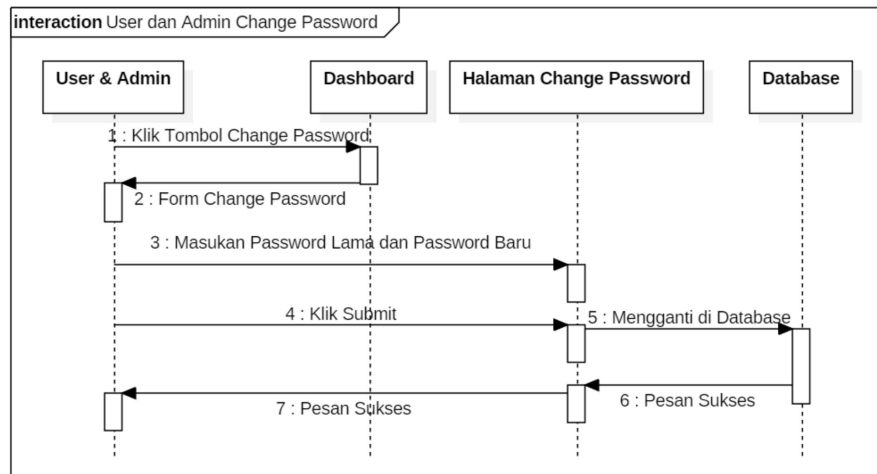 interaction User dan Admin Change Password
User & Admin
Dashboard
Halaman Change Password
Database
1 : Klik Tombol Change Password
2 : Form Change Password
3 : Masukan Password Lama dan Password Baru
4 : Klik Submit
5 : Mengganti di Database
6 : Pesan Sukses
7 : Pesan Sukses